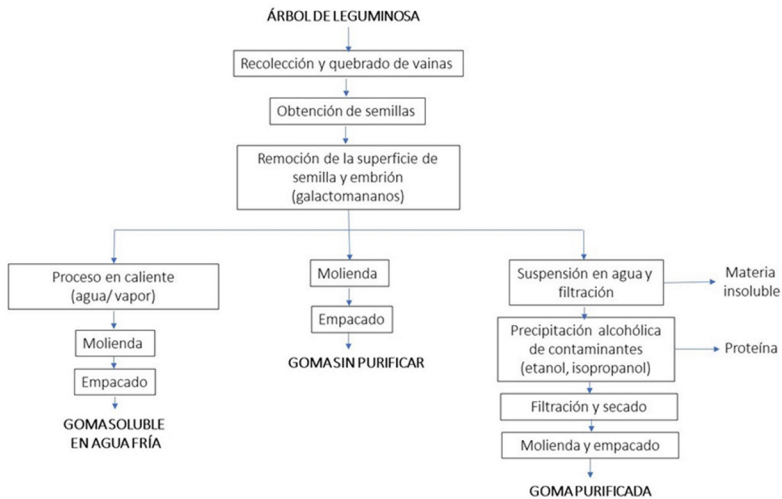 ÁRBOL DE LEGUMINOSA
Recolección y quebrado de vainas
Obtención de semillas
Remoción de la superficie de
semilla y embrión
(galactomananos)
Proceso en caliente
(agua/ vapor)
Molienda
Empacado
GOMA SOLUBLE
EN AGUA FRÍA
Molienda
Empacado
GOMA SIN PURIFICAR
Suspensión en agua y
filtración
Materia
insoluble
Precipitación alcohólica
de contaminantes
(etanol, isopropanol)
Proteína
Filtración y secado
Molienda y empacado
GOMA PURIFICADA